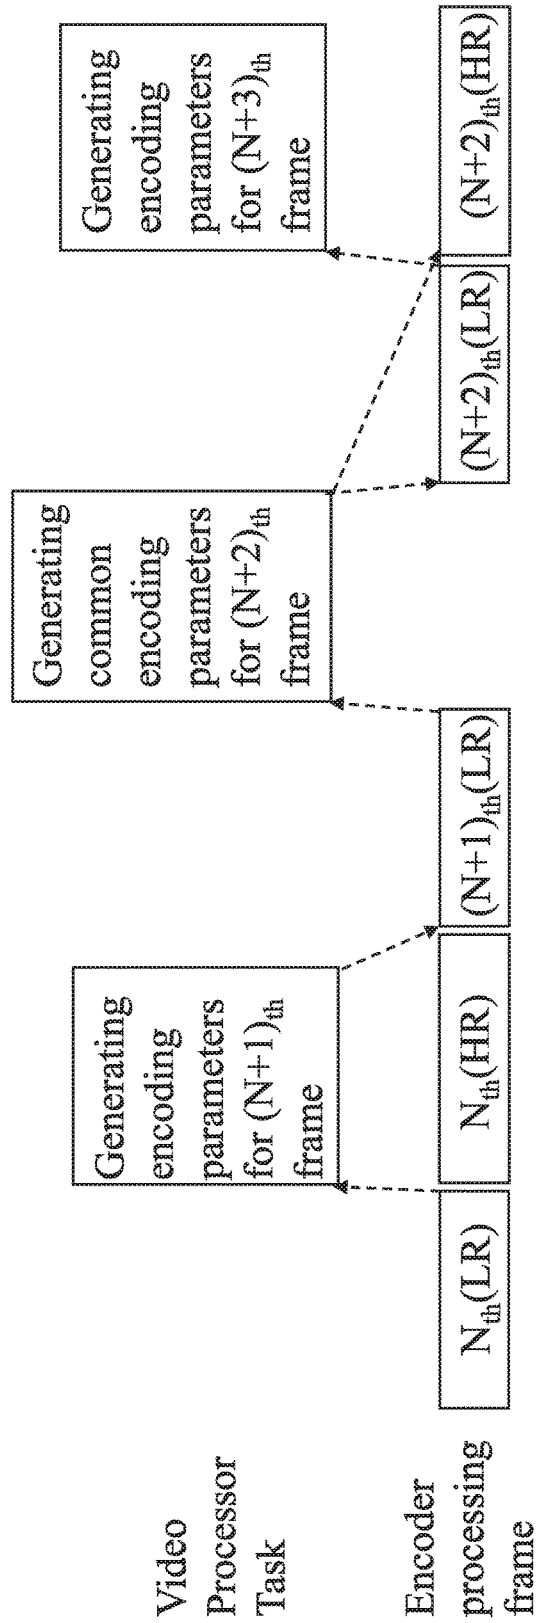 Video
Processor
Task
Generating
encoding
parameters
for (N+1)th
frame
Generating
common
encoding
parameters
for (N+2)th
frame
Generating
encoding
parameters
for (N+3)th
frame
Encoder
processing
frame
Nth(LR)
Nth(HR)
(N+1)th(LR)
(N+2)th(LR)
(N+2)th(HR)